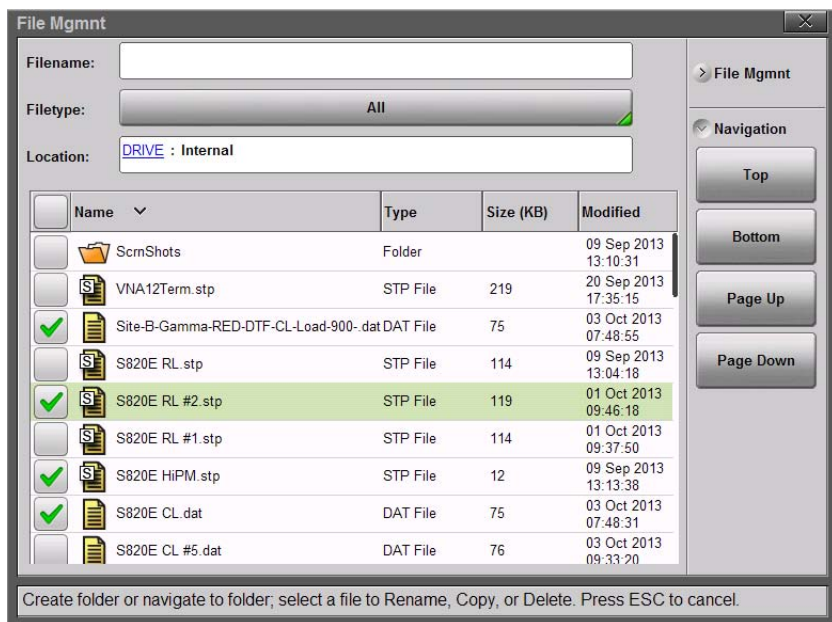 File Mgmnt
Filename:
Filetype: All
Location: DRIVE : Internal
Name Type Size (KB) Modified
ScrnShots Folder 09 Sep 2013 13:10:31
VNA12Term.stp STP File 219 20 Sep 2013 17:35:15
Site-B-Gamma-RED-DTF-CL-Load-900-.dat DAT File 75 03 Oct 2013 07:48:55
S820E RL.stp STP File 114 09 Sep 2013 13:04:18
S820E RL #2.stp STP File 119 01 Oct 2013 09:46:18
S820E RL #1.stp STP File 114 01 Oct 2013 09:37:50
S820E HiPM.stp STP File 12 09 Sep 2013 13:13:38
S820E CL.dat DAT File 75 03 Oct 2013 07:48:31
S820E CL #5.dat DAT File 76 03 Oct 2013 09:33:20
File Mgmnt
Navigation
Top
Bottom
Page Up
Page Down
Create folder or navigate to folder; select a file to Rename, Copy, or Delete. Press ESC to cancel.